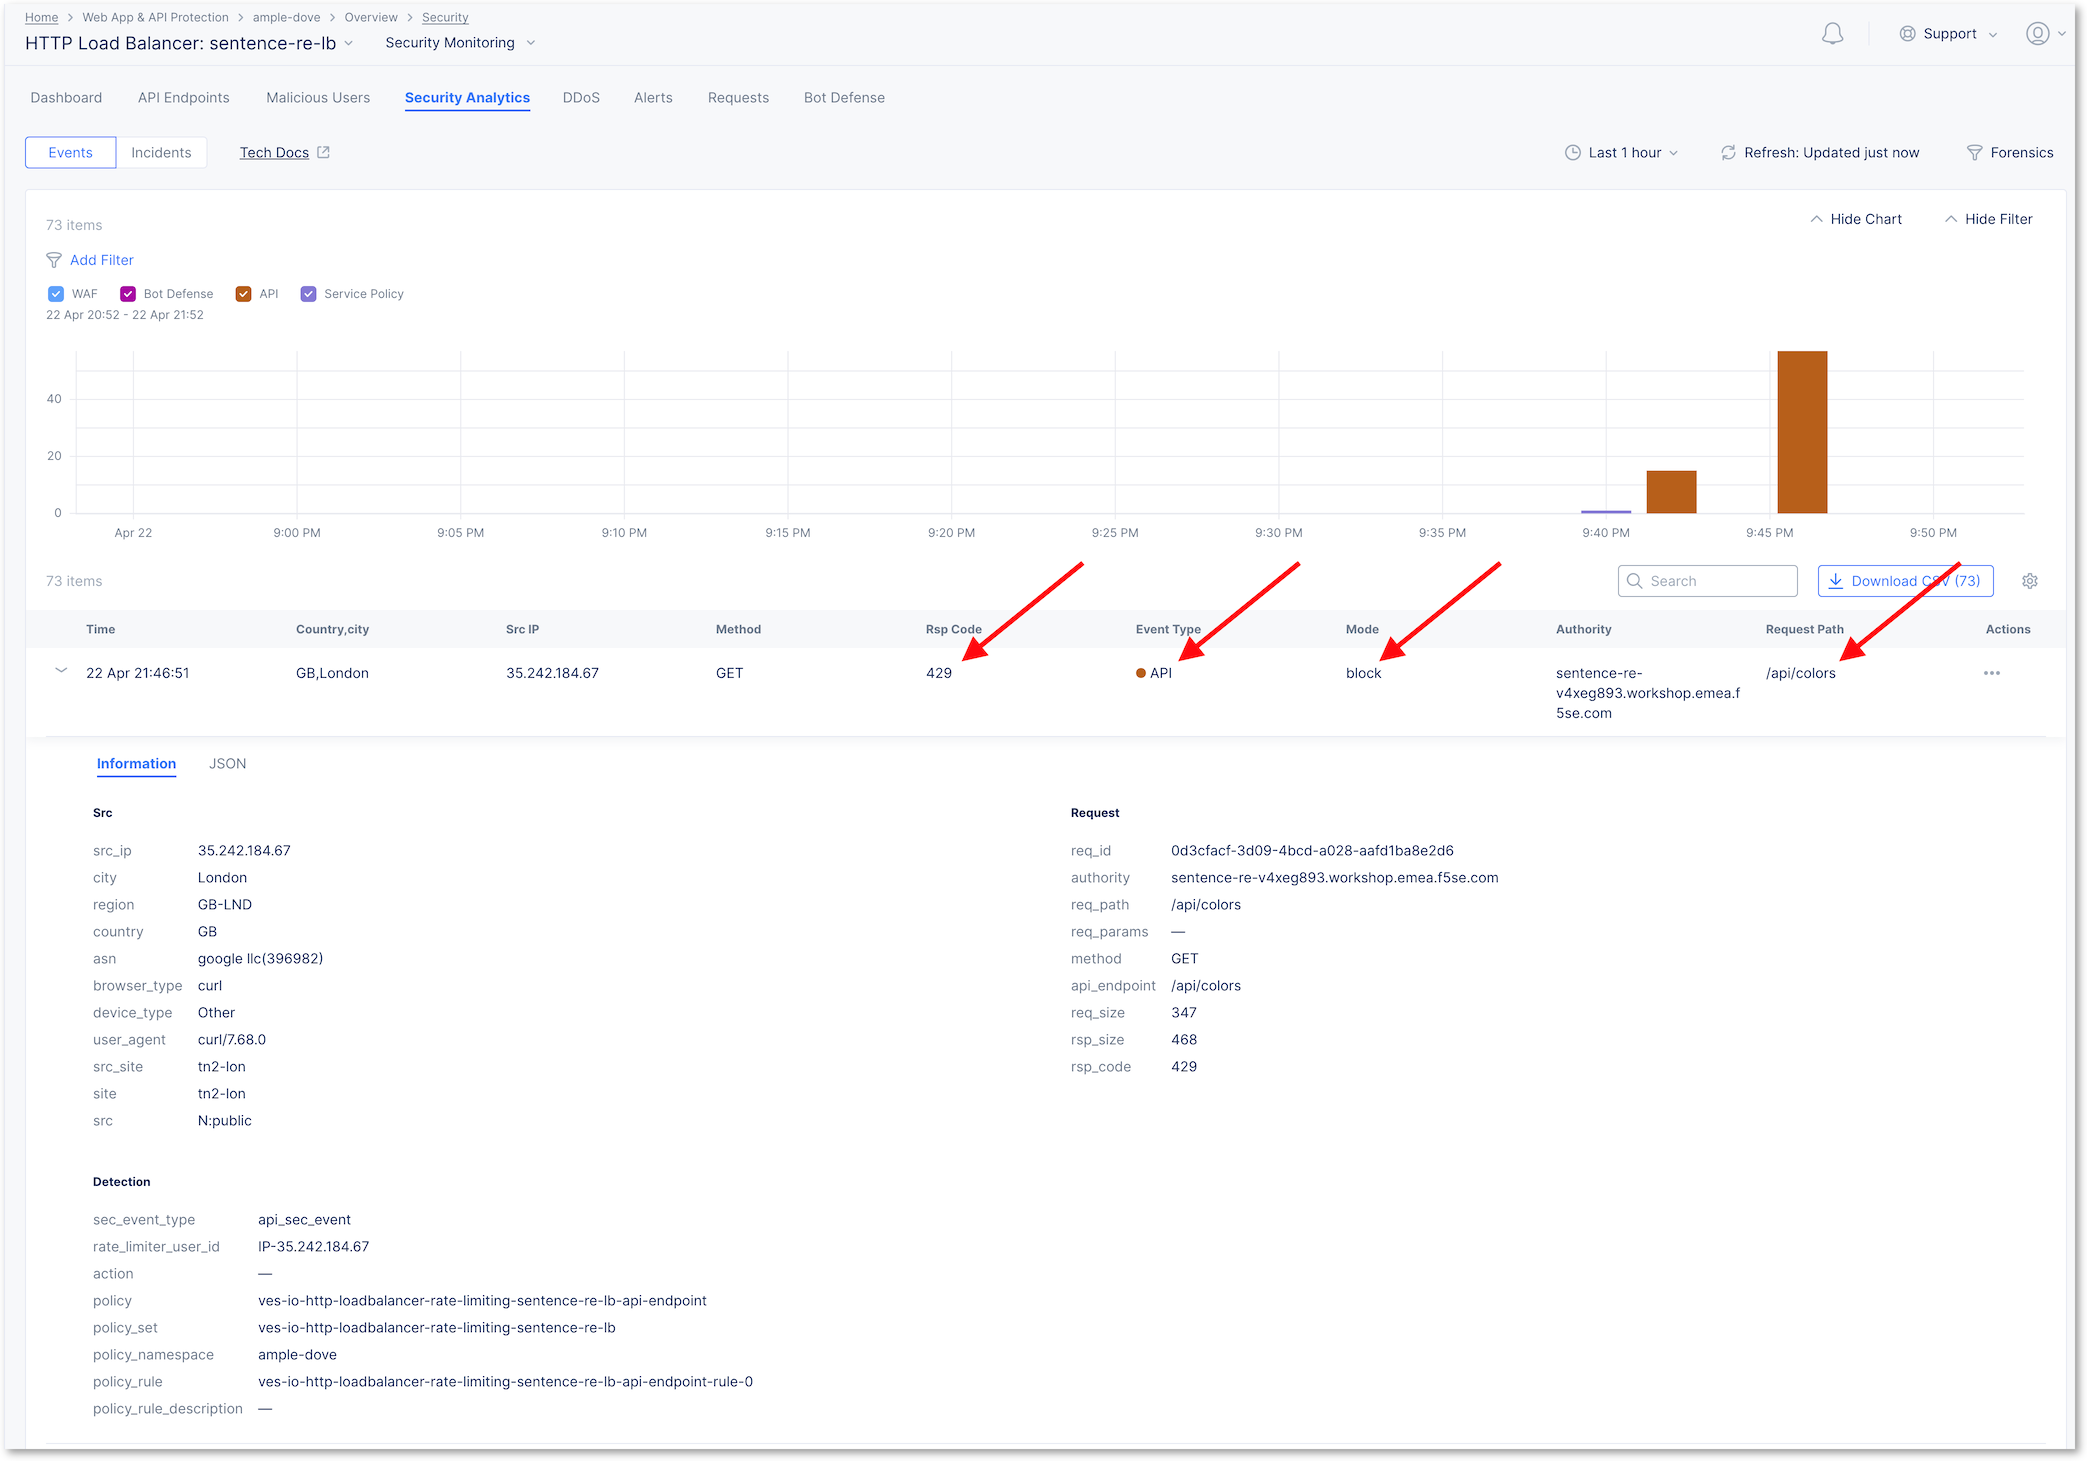 Home > Web App & API Protection > ample-dove > Overview > Security
HTTP Load Balancer: sentence-re-lb Security Monitoring
Support
Dashboard API Endpoints Malicious Users Security Analytics DDoS Alerts Requests Bot Defense
Events Incidents Tech Docs Last 1 hour Refresh: Updated just now Forensics
73 items Hide Chart Hide Filter
Add Filter
WAF Bot Defense API Service Policy
22 Apr 20:52 - 22 Apr 21:52
40
20
0
Apr 22 9:00 PM 9:05 PM 9:10 PM 9:15 PM 9:20 PM 9:25 PM 9:30 PM 9:35 PM 9:40 PM 9:45 PM 9:50 PM
73 items Search Download CSV (73)
Time Country,city Src IP Method Rsp Code Event Type Mode Authority Request Path Actions
22 Apr 21:46:51 GB,London 35.242.184.67 GET 429 API block sentence-re- /api/colors
v4xeg893.workshop.emea.f
5se.com
Information JSON
Src
src_ip 35.242.184.67
city London
region GB-LND
country GB
asn google llc(396982)
browser_type curl
device_type Other
user_agent curl/7.68.0
src_site tn2-lon
site tn2-lon
src N:public
Request
req_id 0d3cfacf-3d09-4bcd-a028-aafd1ba8e2d6
authority sentence-re-v4xeg893.workshop.emea.f5se.com
req_path /api/colors
req_params —
method GET
api_endpoint /api/colors
req_size 347
rsp_size 468
rsp_code 429
Detection
sec_event_type api_sec_event
rate_limiter_user_id IP-35.242.184.67
action —
policy ves-io-http-loadbalancer-rate-limiting-sentence-re-lb-api-endpoint
policy_set ves-io-http-loadbalancer-rate-limiting-sentence-re-lb
policy_namespace ample-dove
policy_rule ves-io-http-loadbalancer-rate-limiting-sentence-re-lb-api-endpoint-rule-0
policy_rule_description —